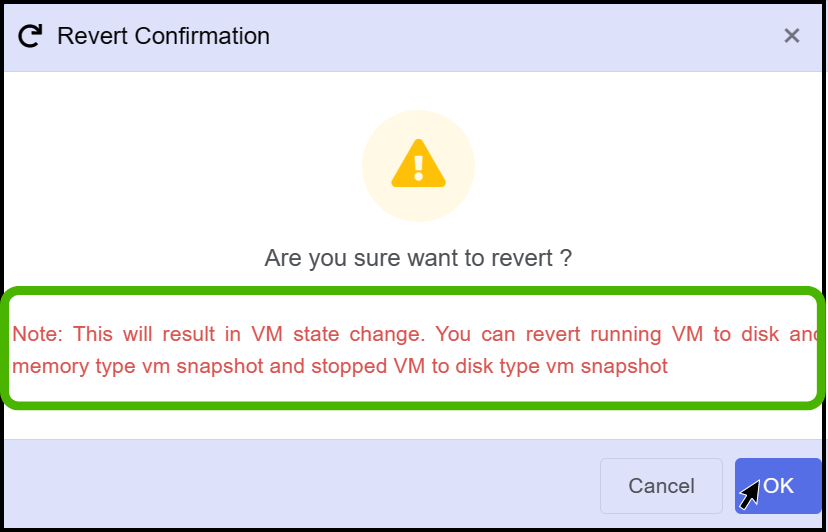 Revert Confirmation
Are you sure want to revert ?
Note: This will result in VM state change. You can revert running VM to disk and
memory type vm snapshot and stopped VM to disk type vm snapshot
Cancel
OK